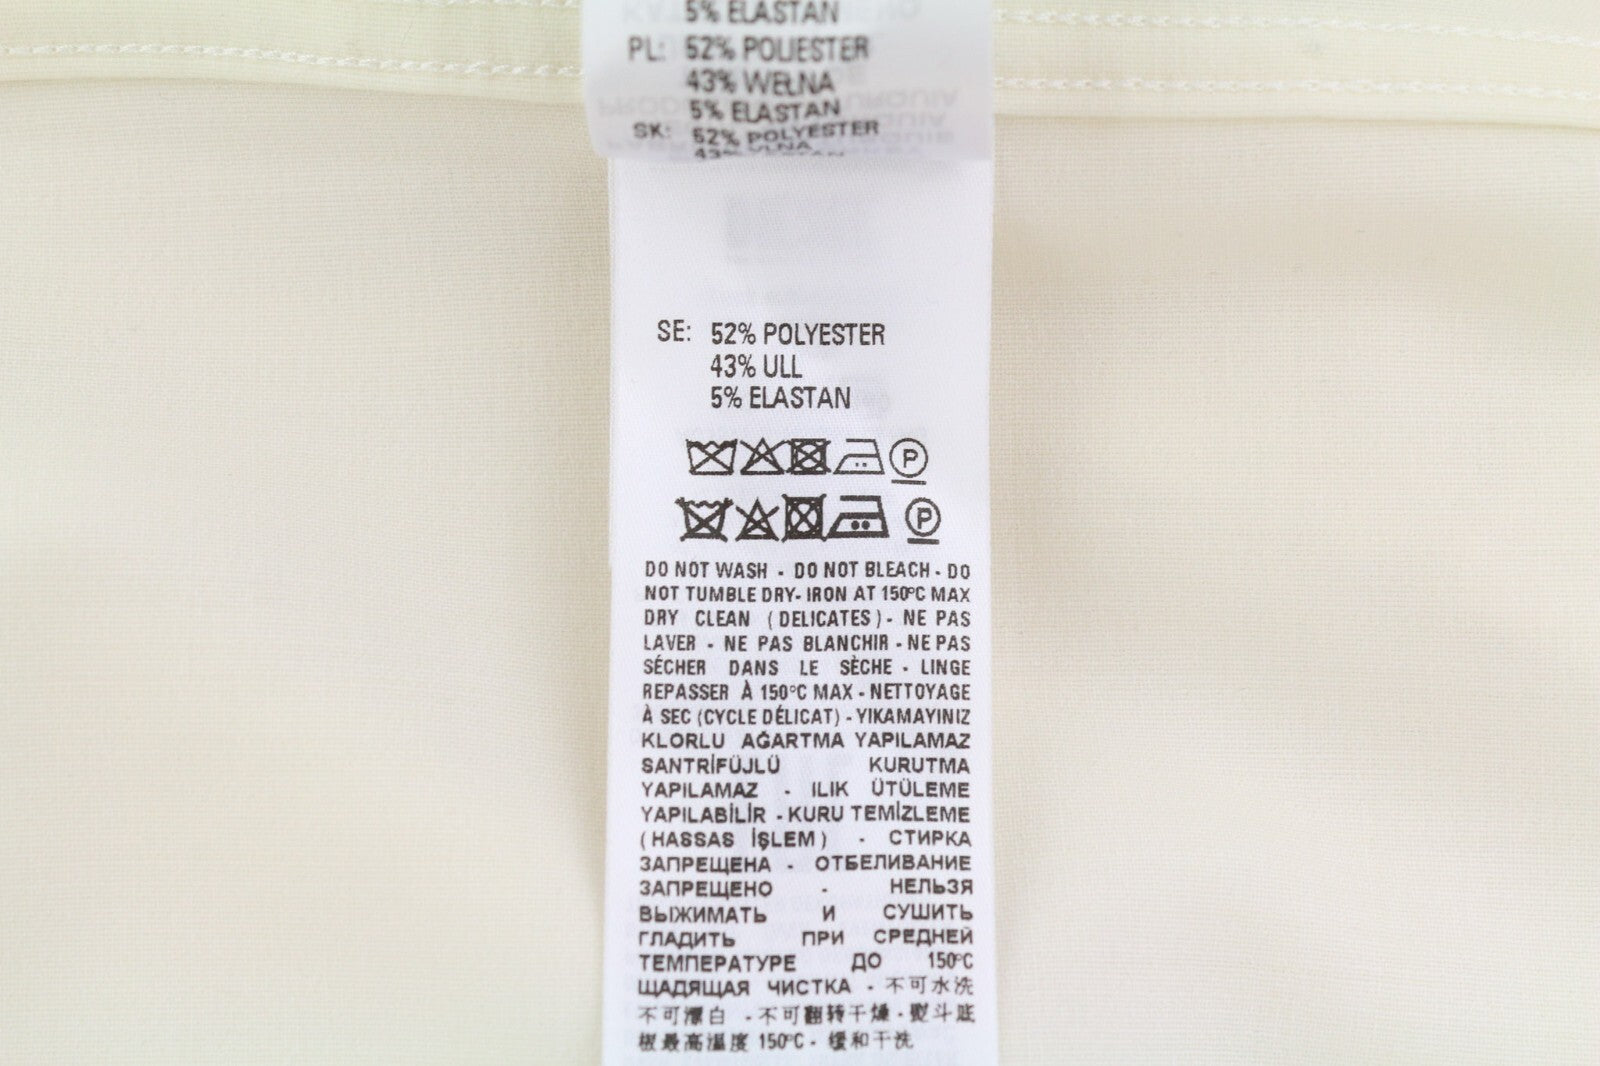 5% ELASTAN
PL: 52% POLIESTER
43% WEŁNA
5% ELASTAN
SK: 52% POLYESTER
43% VLNA
SE: 52% POLYESTER
43% ULL
5% ELASTAN
P
P
DO NOT WASH - DO NOT BLEACH - DO
NOT TUMBLE DRY- IRON AT 150°C MAX
DRY CLEAN (DELICATES) - NE PAS
LAVER - NE PAS BLANCHIR - NE PAS
SÉCHER DANS LE SÈCHE - LINGE
REPASSER À 150°C MAX - NETTOYAGE
À SEC (CYCLE DÉLICAT) - YIKAMAYINIZ
KLORLU AĞARTMA YAPILAMAZ
SANTRİFÜJLÜ KURUTMA
YAPILAMAZ - ILIK ÜTÜLEME
YAPILABİLİR - KURU TEMİZLEME
(HASSAS İŞLEM) - СТИРКА
ЗАПРЕЩЕНА - ОТБЕЛИВАНИЕ
ЗАПРЕЩЕНО - НЕЛЬЗЯ
ВЫЖИМАТЬ И СУШИТЬ
ГЛАДИТЬ ПРИ СРЕДНЕЙ
ТЕМПЕРАТУРЕ ДО 150°C
ЩАДЯЩАЯ ЧИСТКА - 不可水洗
不可漂白 - 不可翻转干燥 - 熨斗底
板最高温度 150°C - 缓和干洗